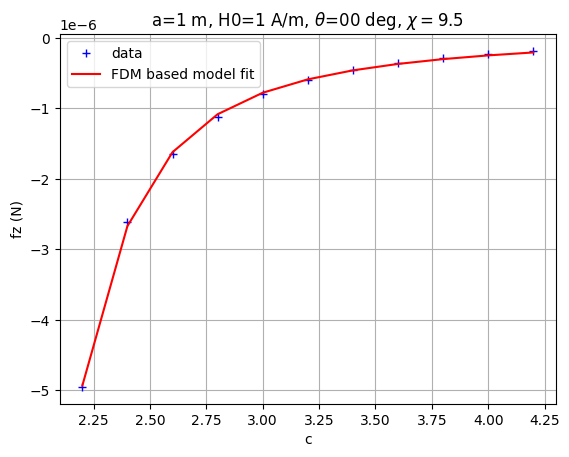 a=1 m, H0=1 A/m, θ=00 deg, χ = 9.5
1e−6
data
FDM based model fit
0
−1
−2
−3
−4
−5
fz (N)
2.25 2.50 2.75 3.00 3.25 3.50 3.75 4.00 4.25
c